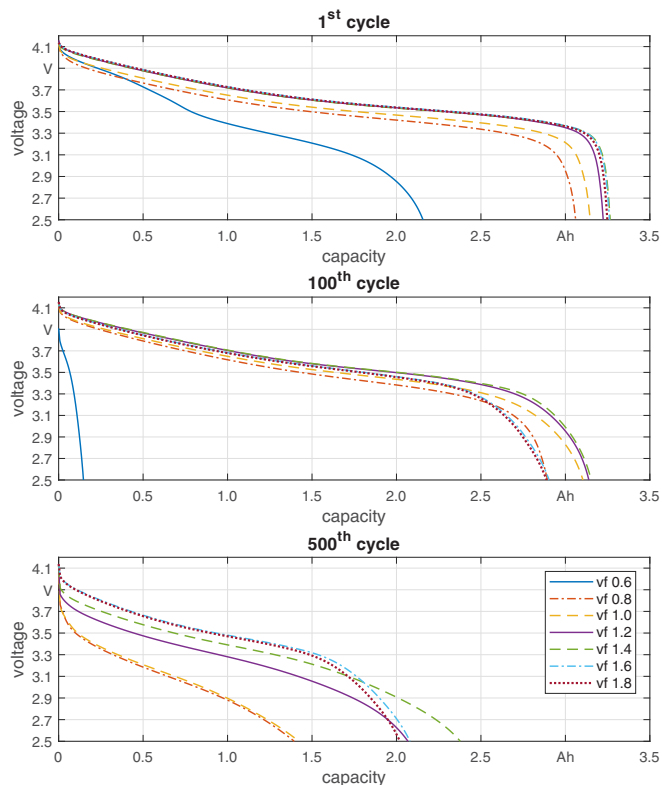 1st cycle
4.1
V
3.7
3.5
3.3
3.1
2.9
2.7
2.5
voltage
0 0.5 1.0 1.5 2.0 2.5 Ah 3.5
capacity
100th cycle
4.1
V
3.7
3.5
3.3
3.1
2.9
2.7
2.5
voltage
0 0.5 1.0 1.5 2.0 2.5 Ah 3.5
capacity
500th cycle
4.1
V
3.7
3.5
3.3
3.1
2.9
2.7
2.5
voltage
vf 0.6
vf 0.8
vf 1.0
vf 1.2
vf 1.4
vf 1.6
vf 1.8
0 0.5 1.0 1.5 2.0 2.5 Ah 3.5
capacity